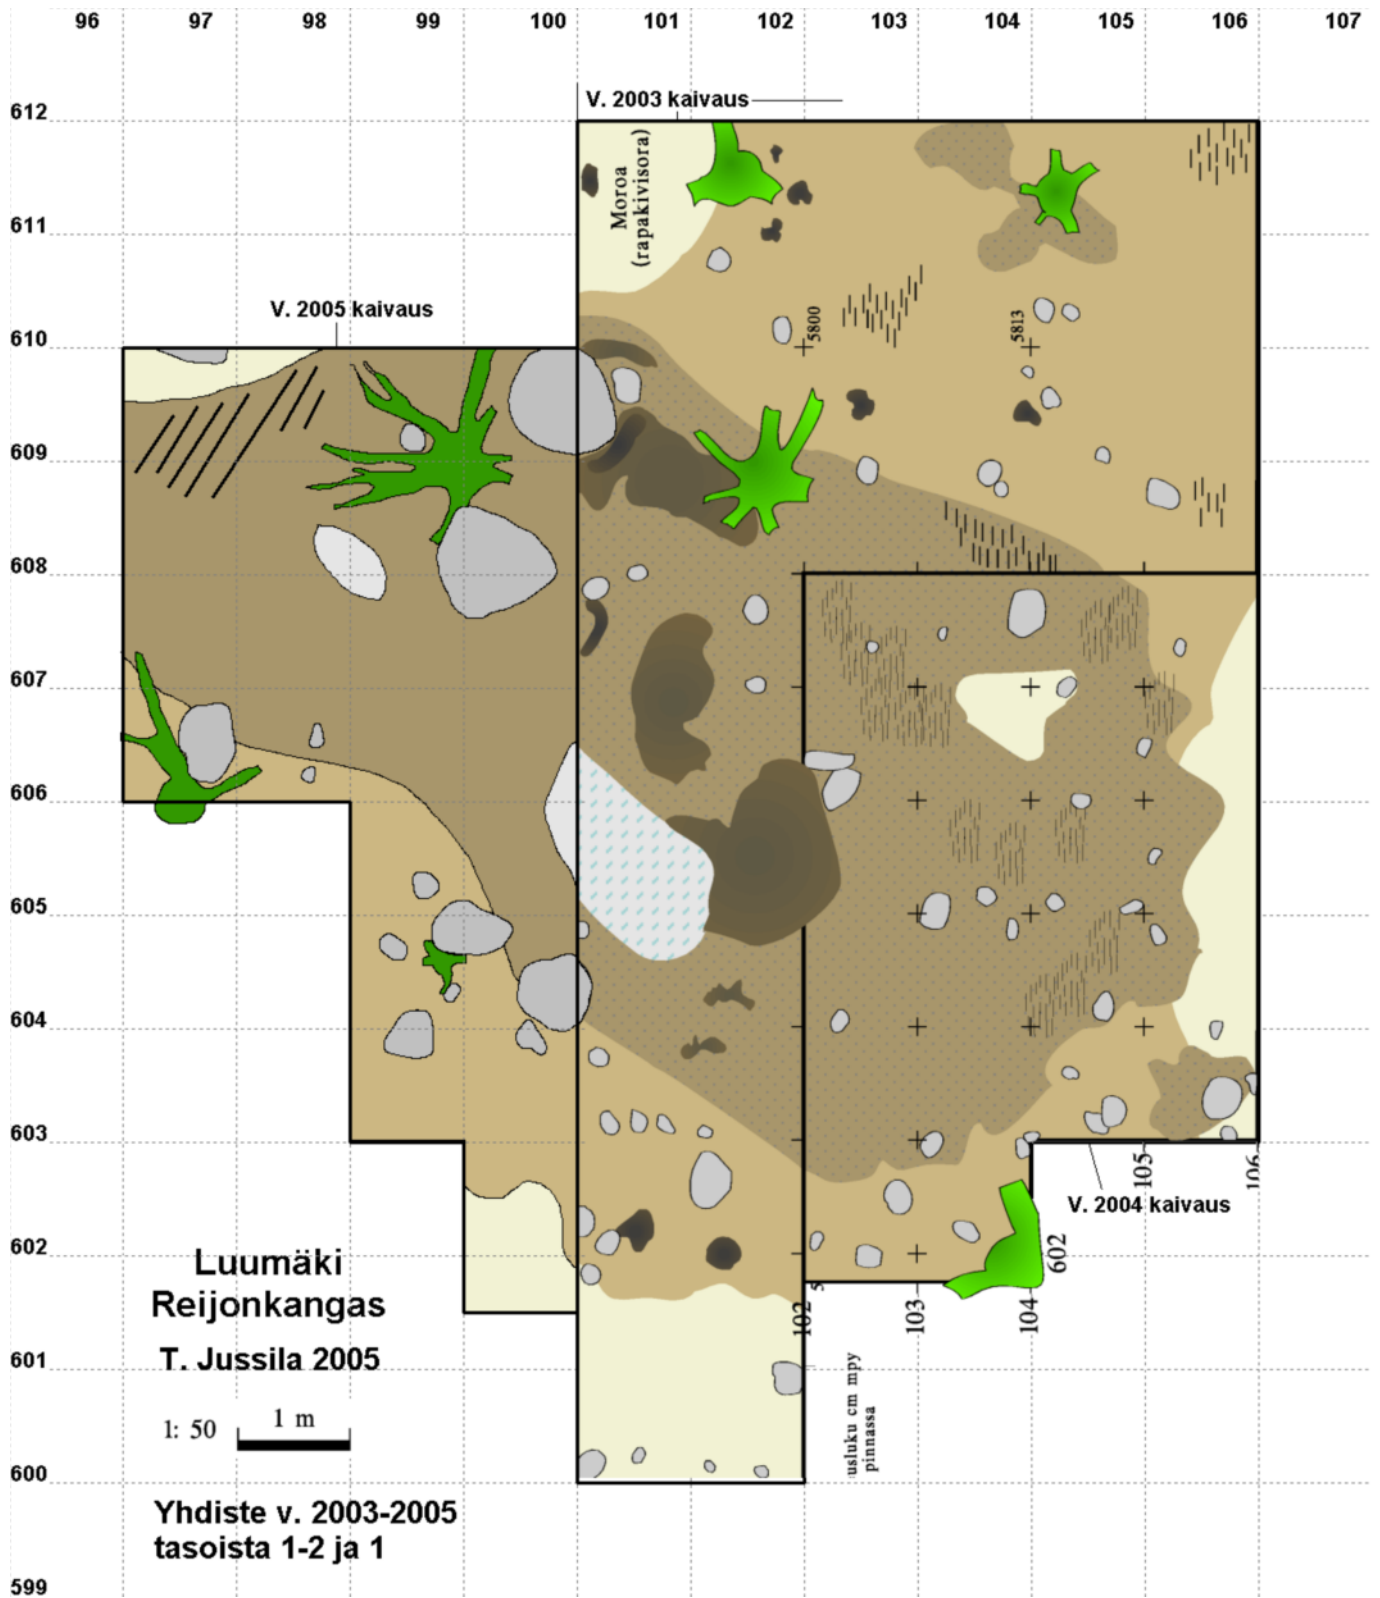 96 97 98 99 100 101 102 103 104 105 106 107
V. 2003 kaivaus
612
Moroa
(rapakivisora)
611
V. 2005 kaivaus
5800
5813
610
609
608
607
606
605
604
603
105
106
V. 2004 kaivaus
602
602
Luumäki
Reijonkangas
5
102
103
104
T. Jussila 2005
601
usluku cm mpy
pinnassa
1: 50
1 m
600
Yhdiste v. 2003-2005
tasoista 1-2 ja 1
599